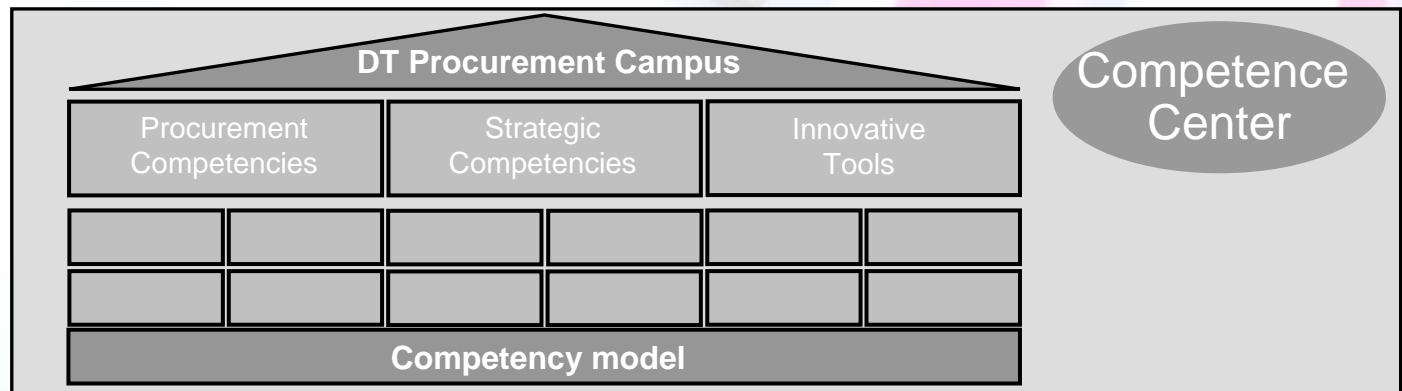 DT Procurement Campus
Competence
Center
Procurement
Competencies
Strategic
Competencies
Innovative
Tools
Competency model